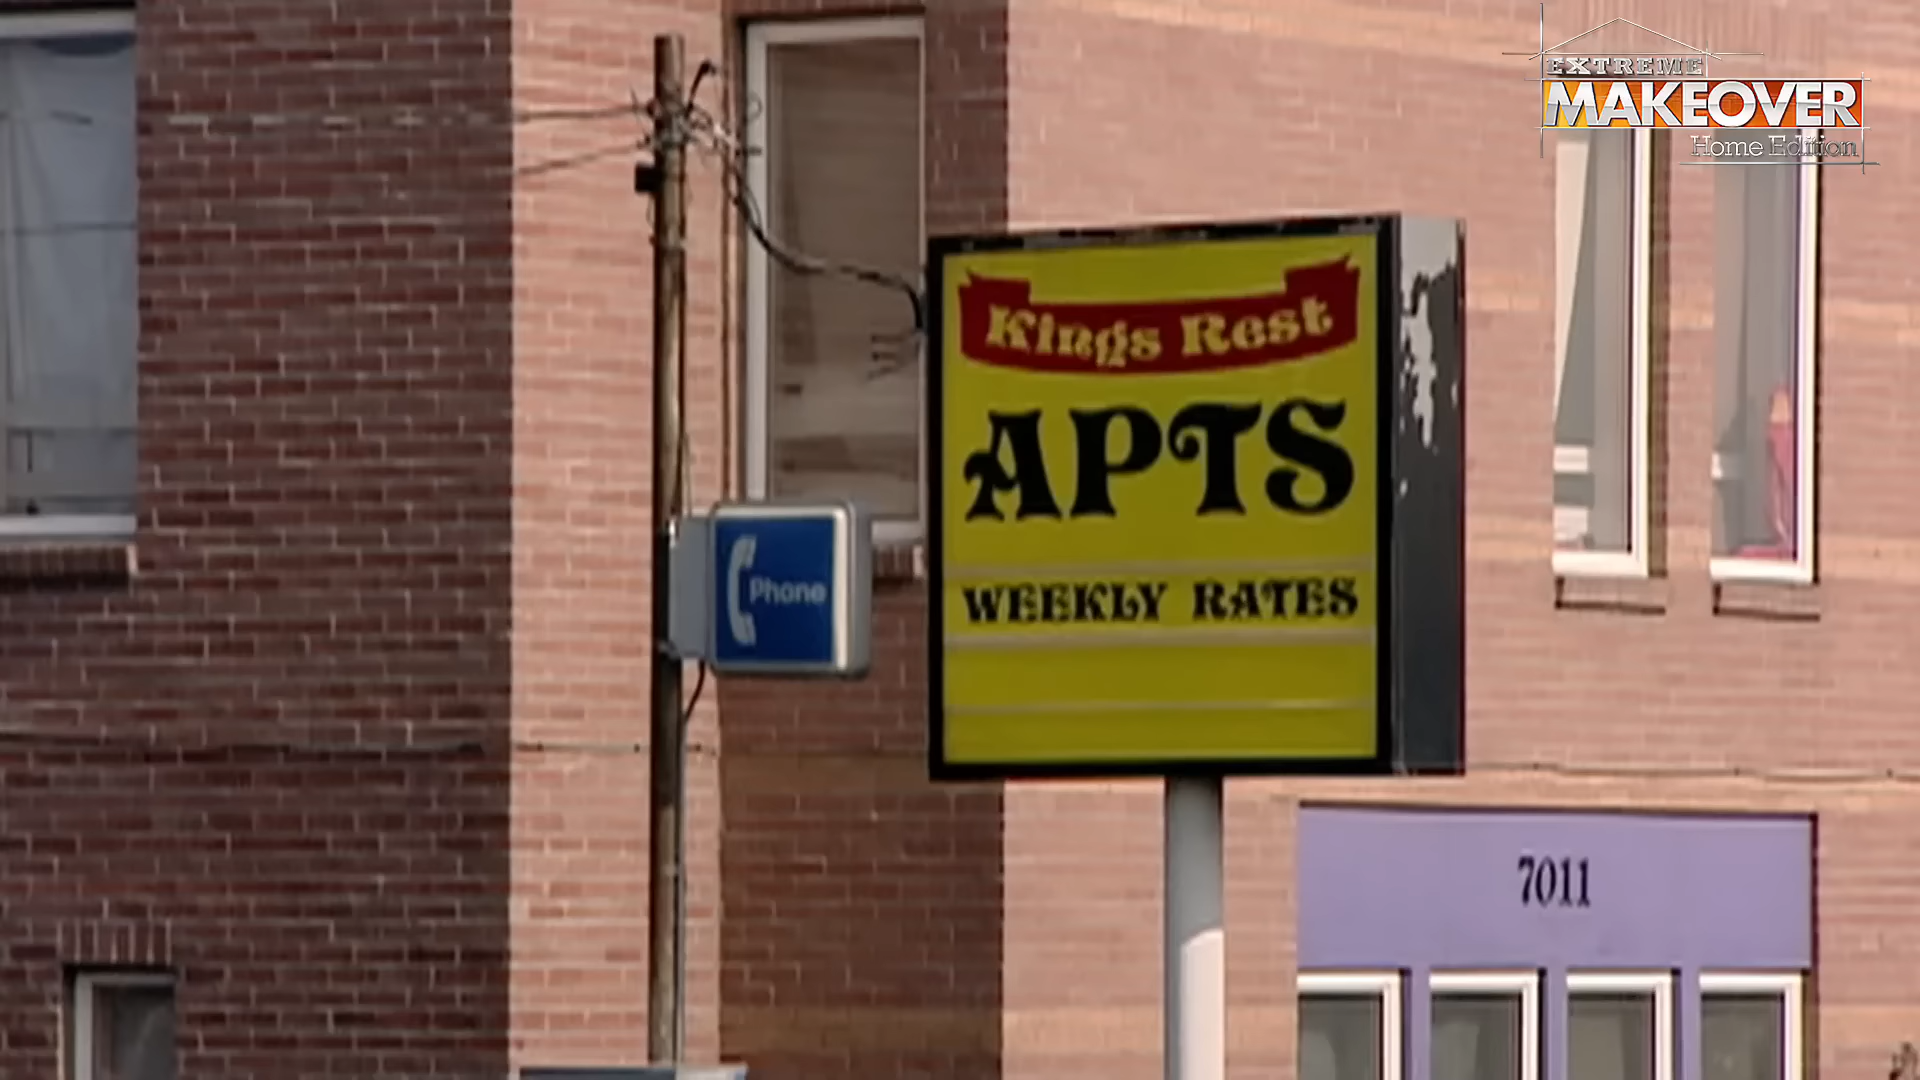 EXTREME
MAKEOVER
Home Edition
Kings Rest
APTS
WEEKLY RATES
Phone
7011